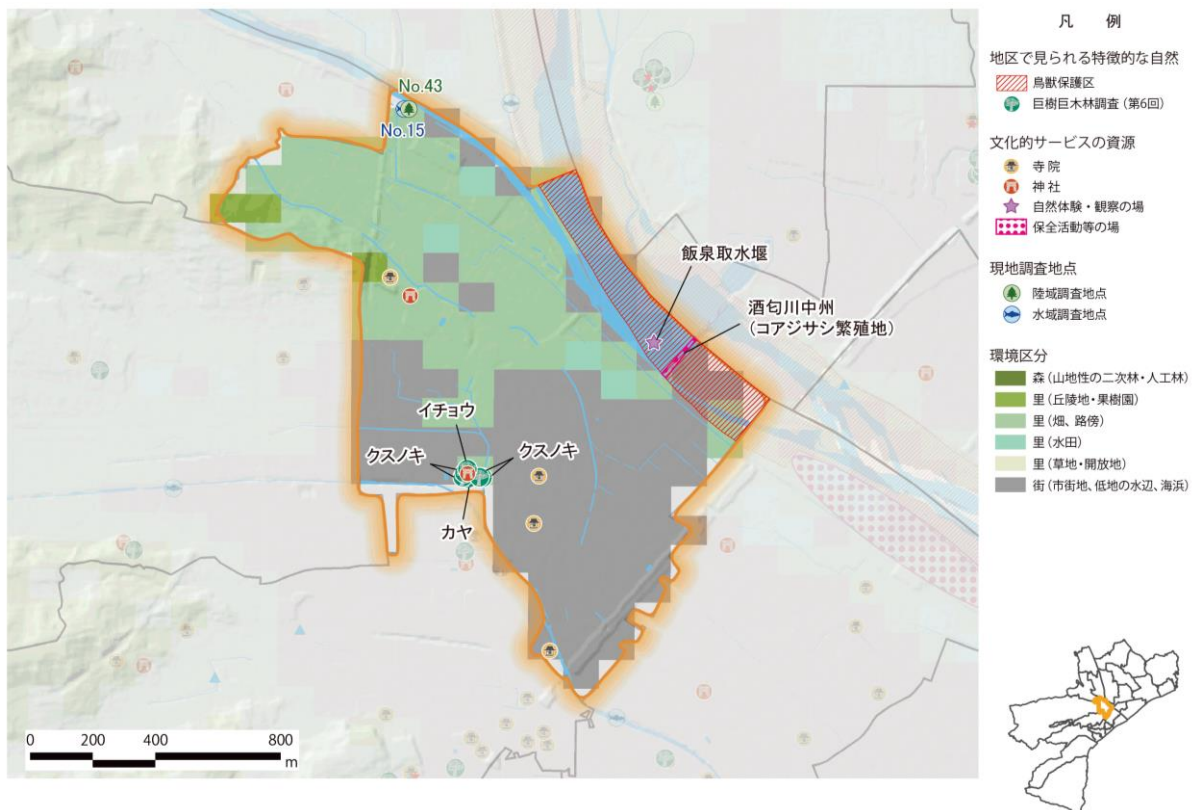 No.43
No.15
飯泉取水堰
酒匂川中州
(コアジサシ繁殖地)
イチョウ
クスノキ
クスノキ
カヤ
0 200 400 800
m
凡 例
地区で見られる特徴的な自然
鳥獣保護区
巨樹巨木林調査(第6回)
文化的サービスの資源
寺院
神社
自然体験・観察の場
保全活動等の場
現地調査地点
陸域調査地点
水域調査地点
環境区分
森(山地性の二次林・人工林)
里(丘陵地・果樹園)
里(畑、路傍)
里(水田)
里(草地・開放地)
街(市街地、低地の水辺、海浜)